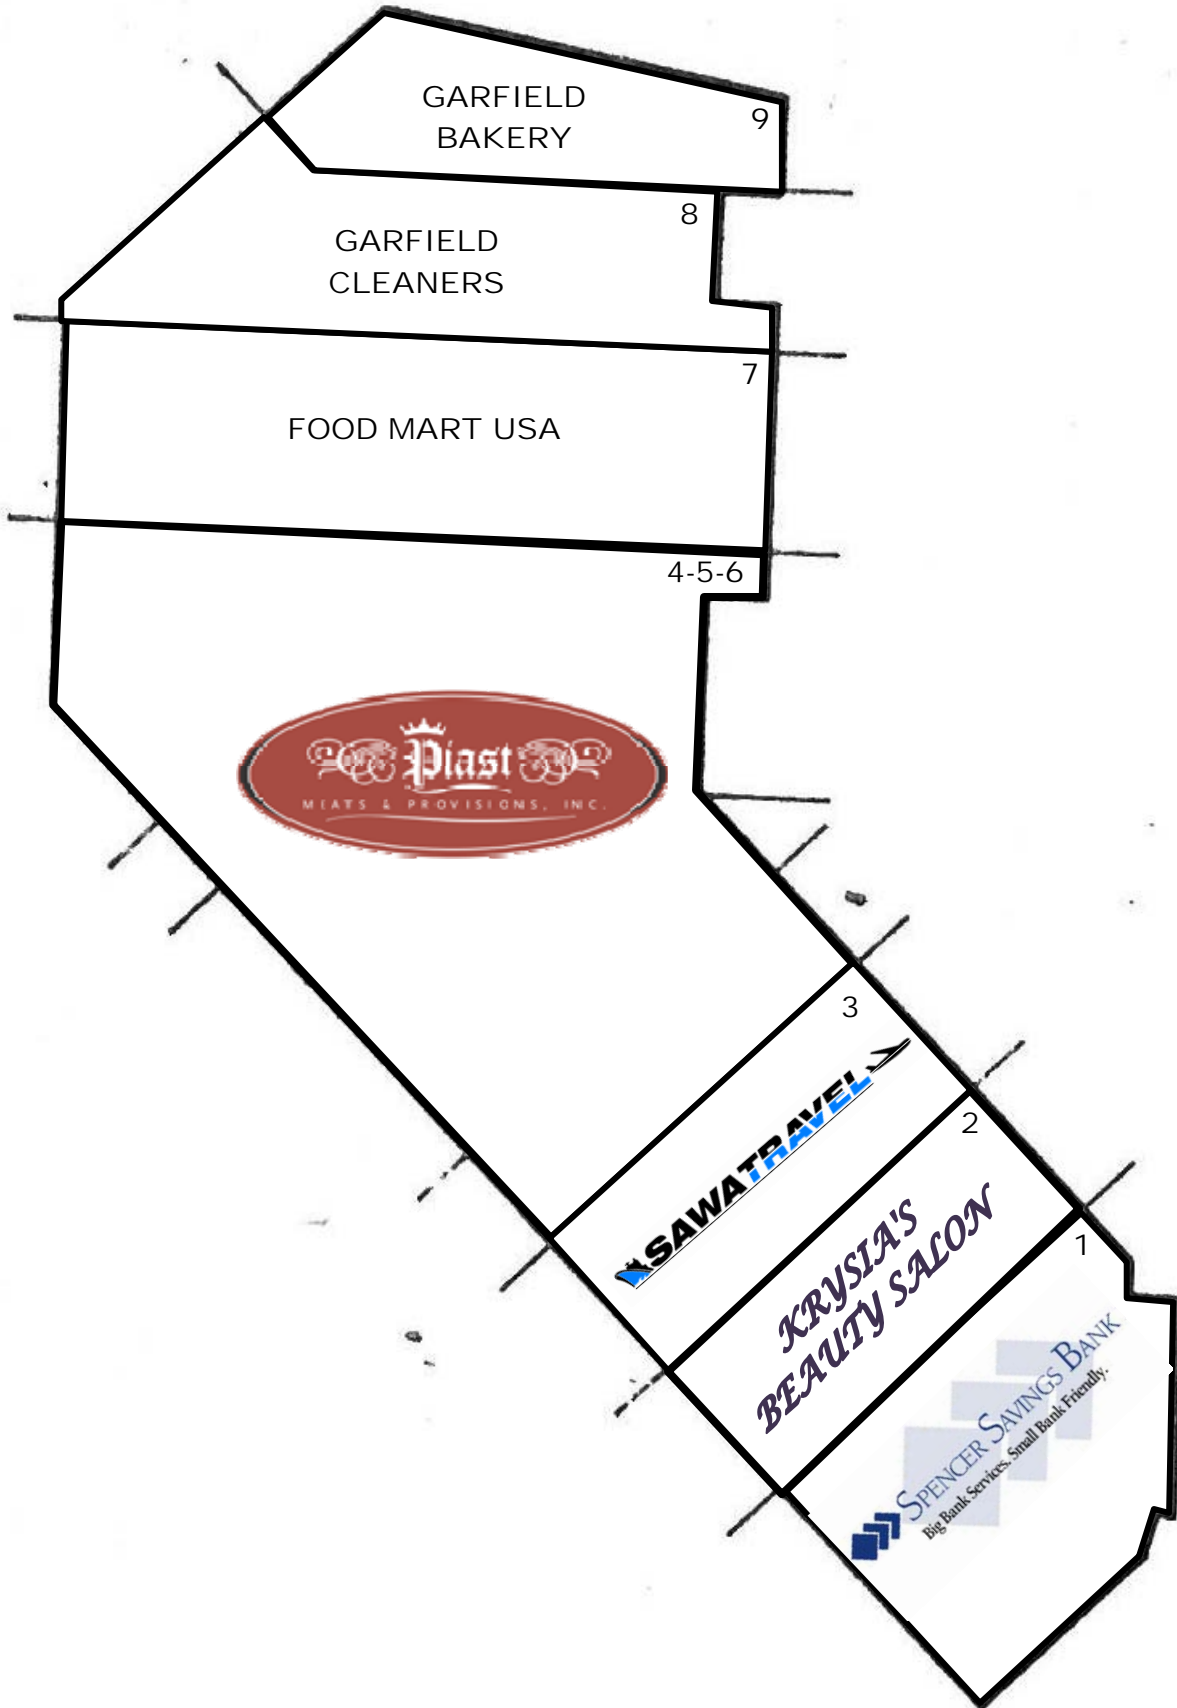 GARFIELD
BAKERY
9
8
GARFIELD
CLEANERS
7
FOOD MART USA
4-5-6
Piast
MEATS & PROVISIONS, INC.
3
SAWATRAVEL
2
KRYSIA'S
BEAUTY SALON
1
SPENCER SAVINGS BANK
Big Bank Services. Small Bank Friendly.